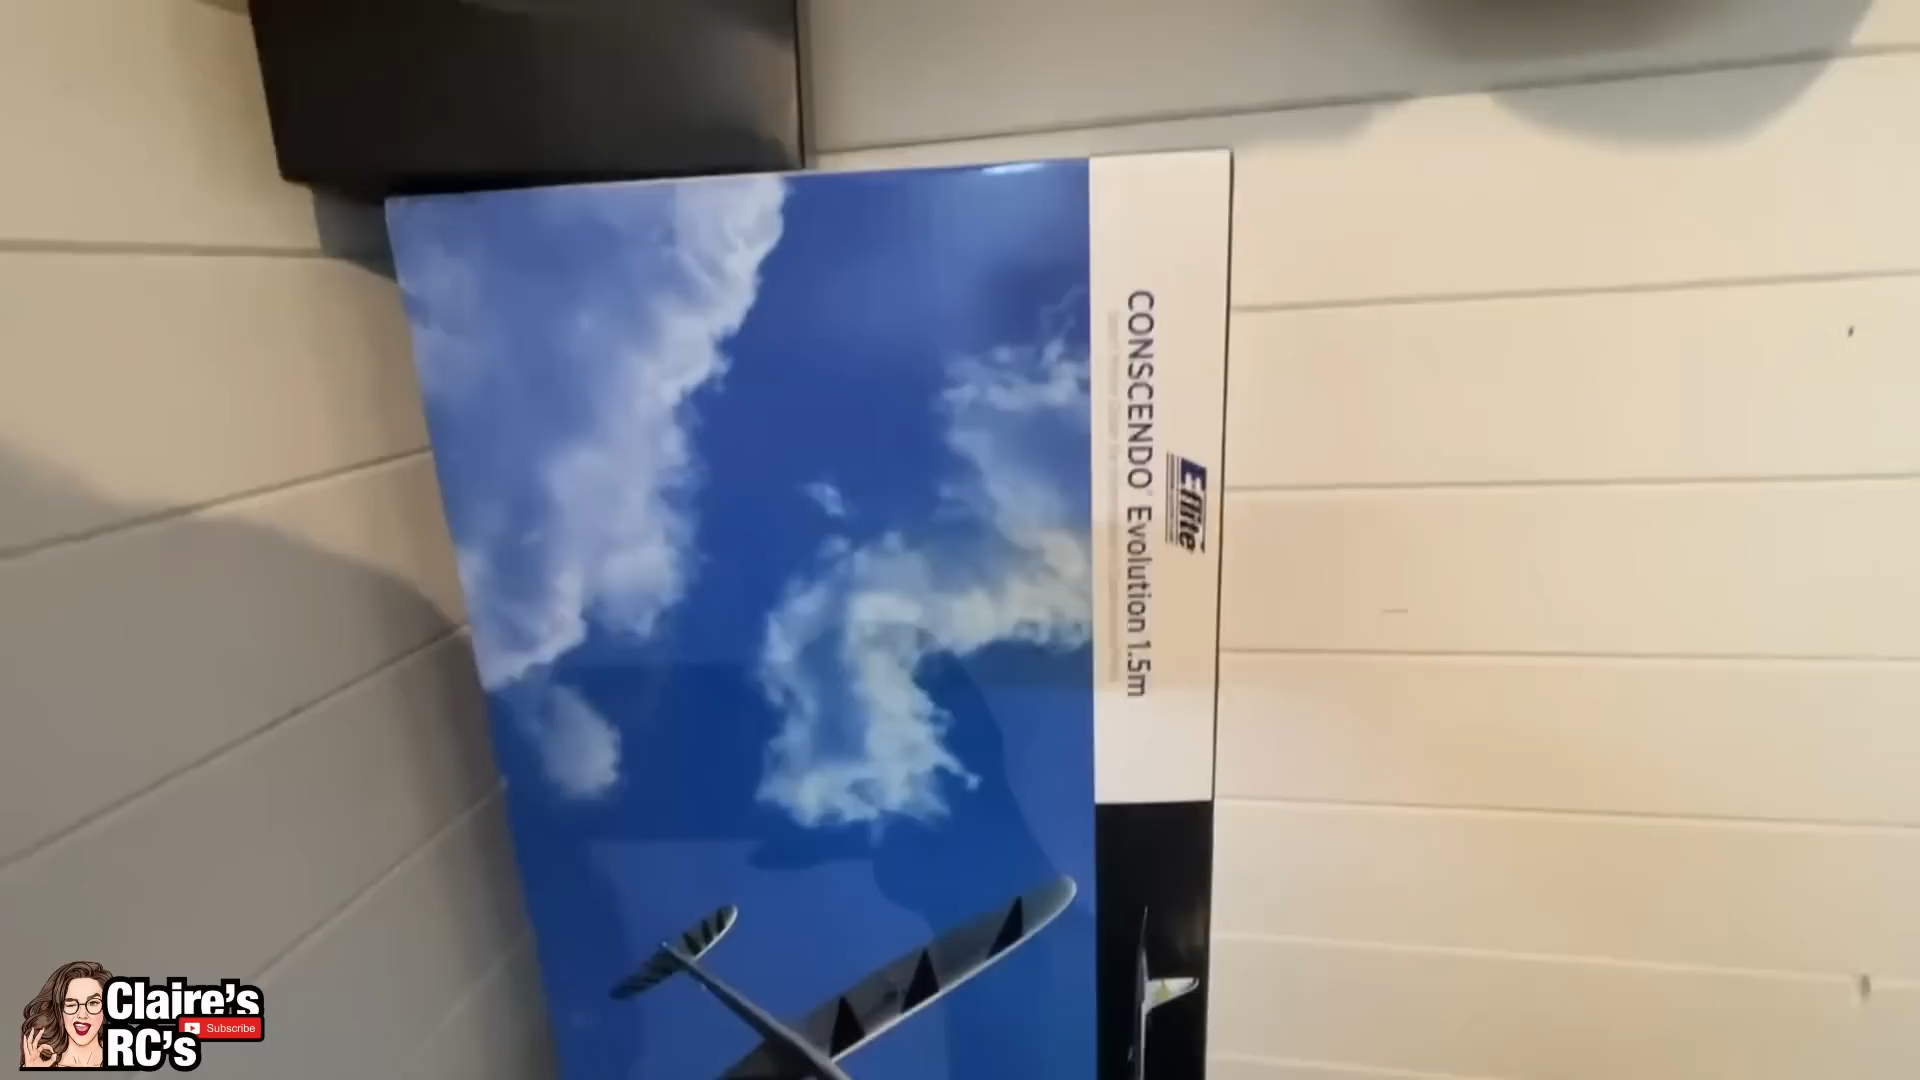 E-flite
CONSCENDO® Evolution 1.5m
Claire's
RC's
Subscribe